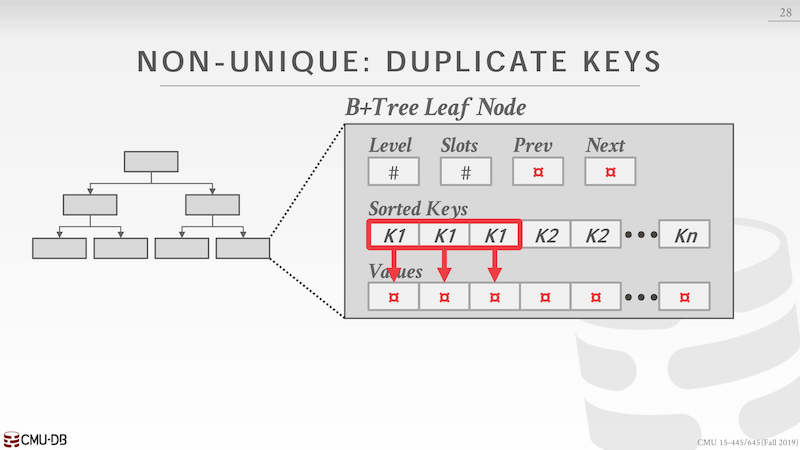 28
NON-UNIQUE: DUPLICATE KEYS
B+Tree Leaf Node
Level Slots Prev Next
# # ¤ ¤
Sorted Keys
K1 K1 K1 K2 K2 ••• Kn
Values
¤ ¤ ¤ ¤ ¤ ••• ¤
CMU·DB
CMU 15-445/645 (Fall 2019)